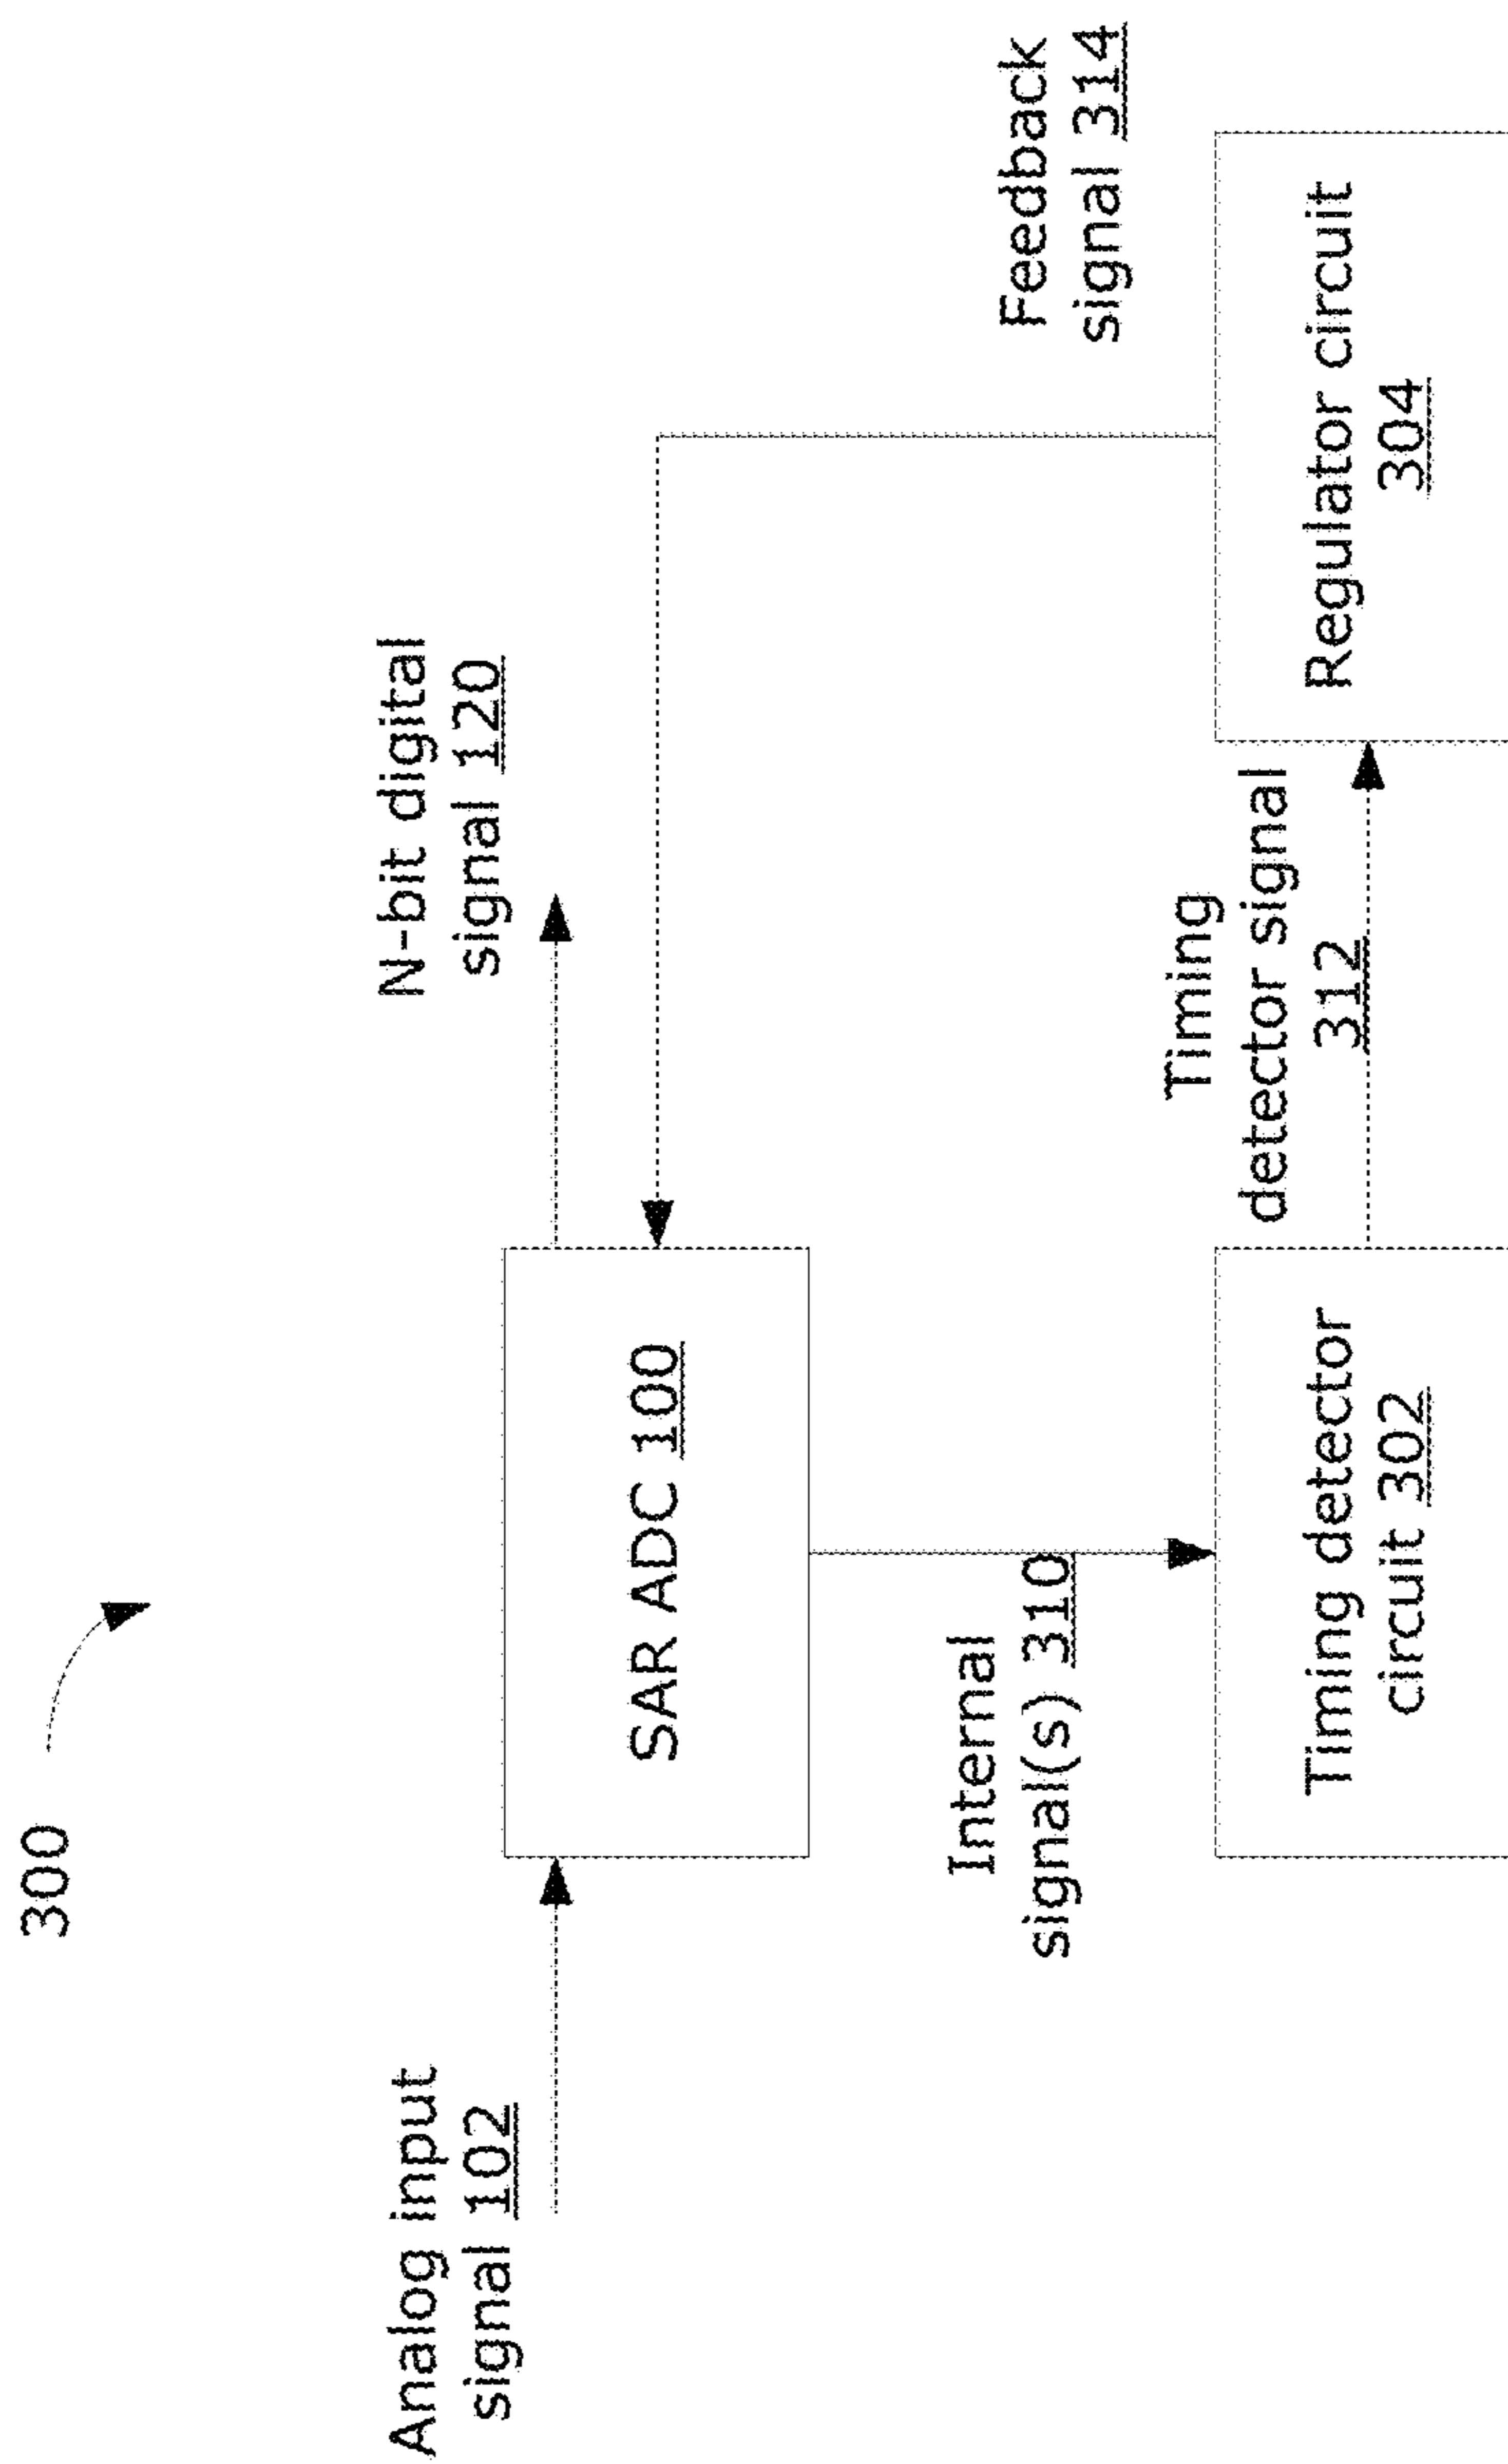 300
Analog input
signal 102
SAR ADC 100
N-bit digital
signal 120
Internal
signal(s) 310
Feedback
signal 314
Timing detector
circuit 302
Timing
detector signal
312
Regulator circuit
304